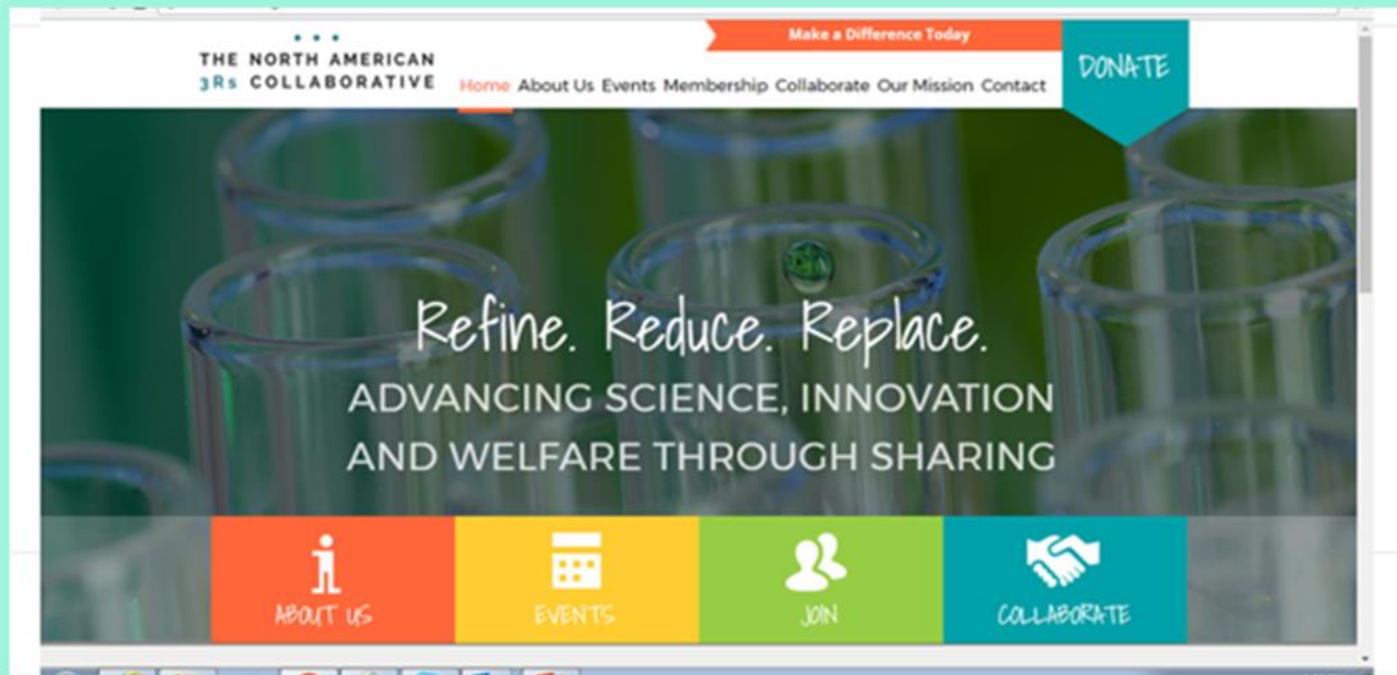 Make a Difference Today
THE NORTH AMERICAN
3Rs COLLABORATIVE
Home About Us Events Membership Collaborate Our Mission Contact
DONATE
Refine. Reduce. Replace.
ADVANCING SCIENCE, INNOVATION
AND WELFARE THROUGH SHARING
ABOUT US
EVENTS
JOIN
COLLABORATE